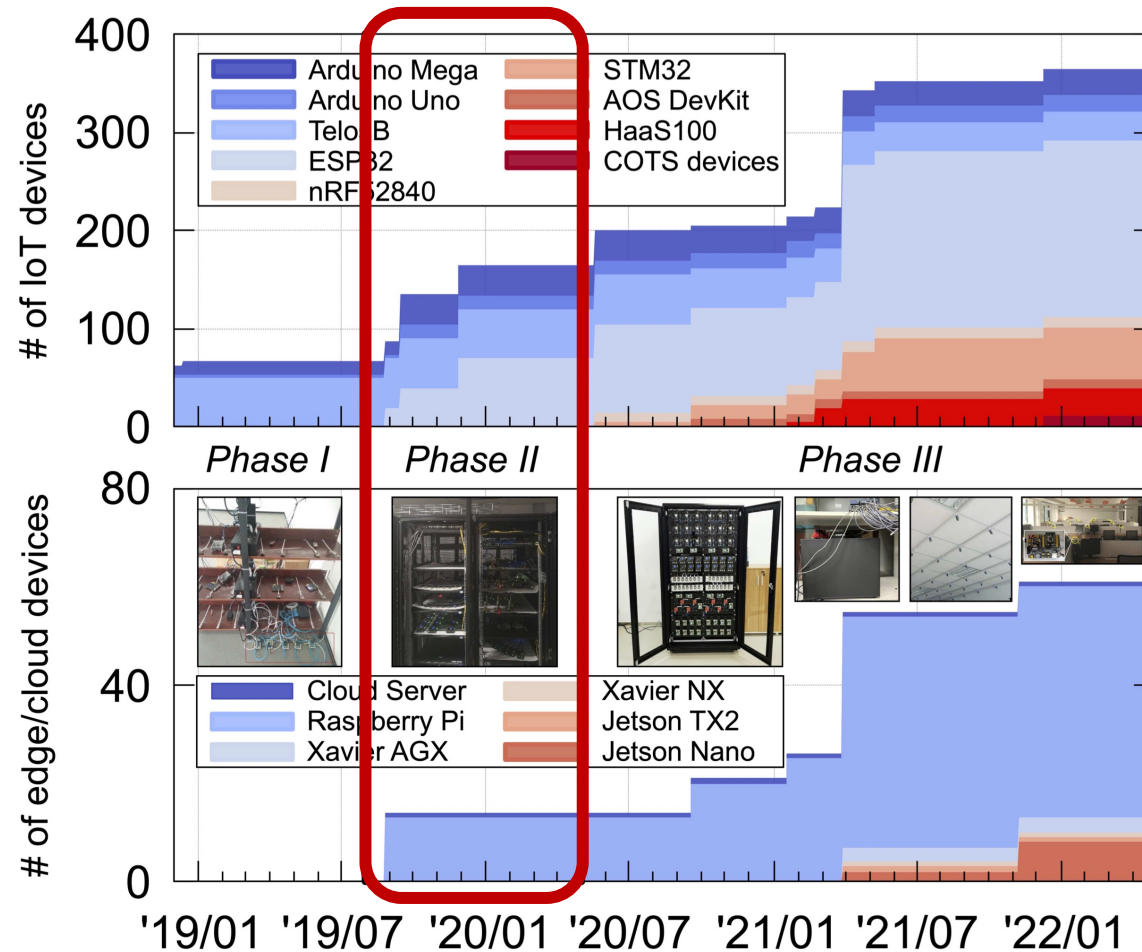 400
300
200
100
0
# of IoT devices
Arduino Mega
Arduino Uno
TelosB
ESP32
nRF52840
STM32
AOS DevKit
HaaS100
COTS devices
Phase I
Phase II
Phase III
80
40
0
# of edge/cloud devices
Cloud Server
Raspberry Pi
Xavier AGX
Xavier NX
Jetson TX2
Jetson Nano
'19/01 '19/07 '20/01 '20/07 '21/01 '21/07 '22/01